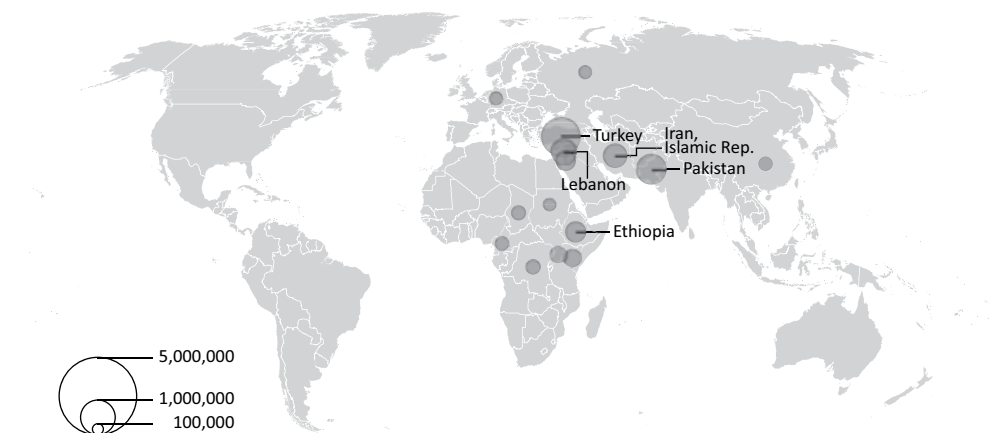 Turkey
Iran,
Islamic Rep.
Pakistan
Lebanon
Ethiopia
5,000,000
1,000,000
100,000